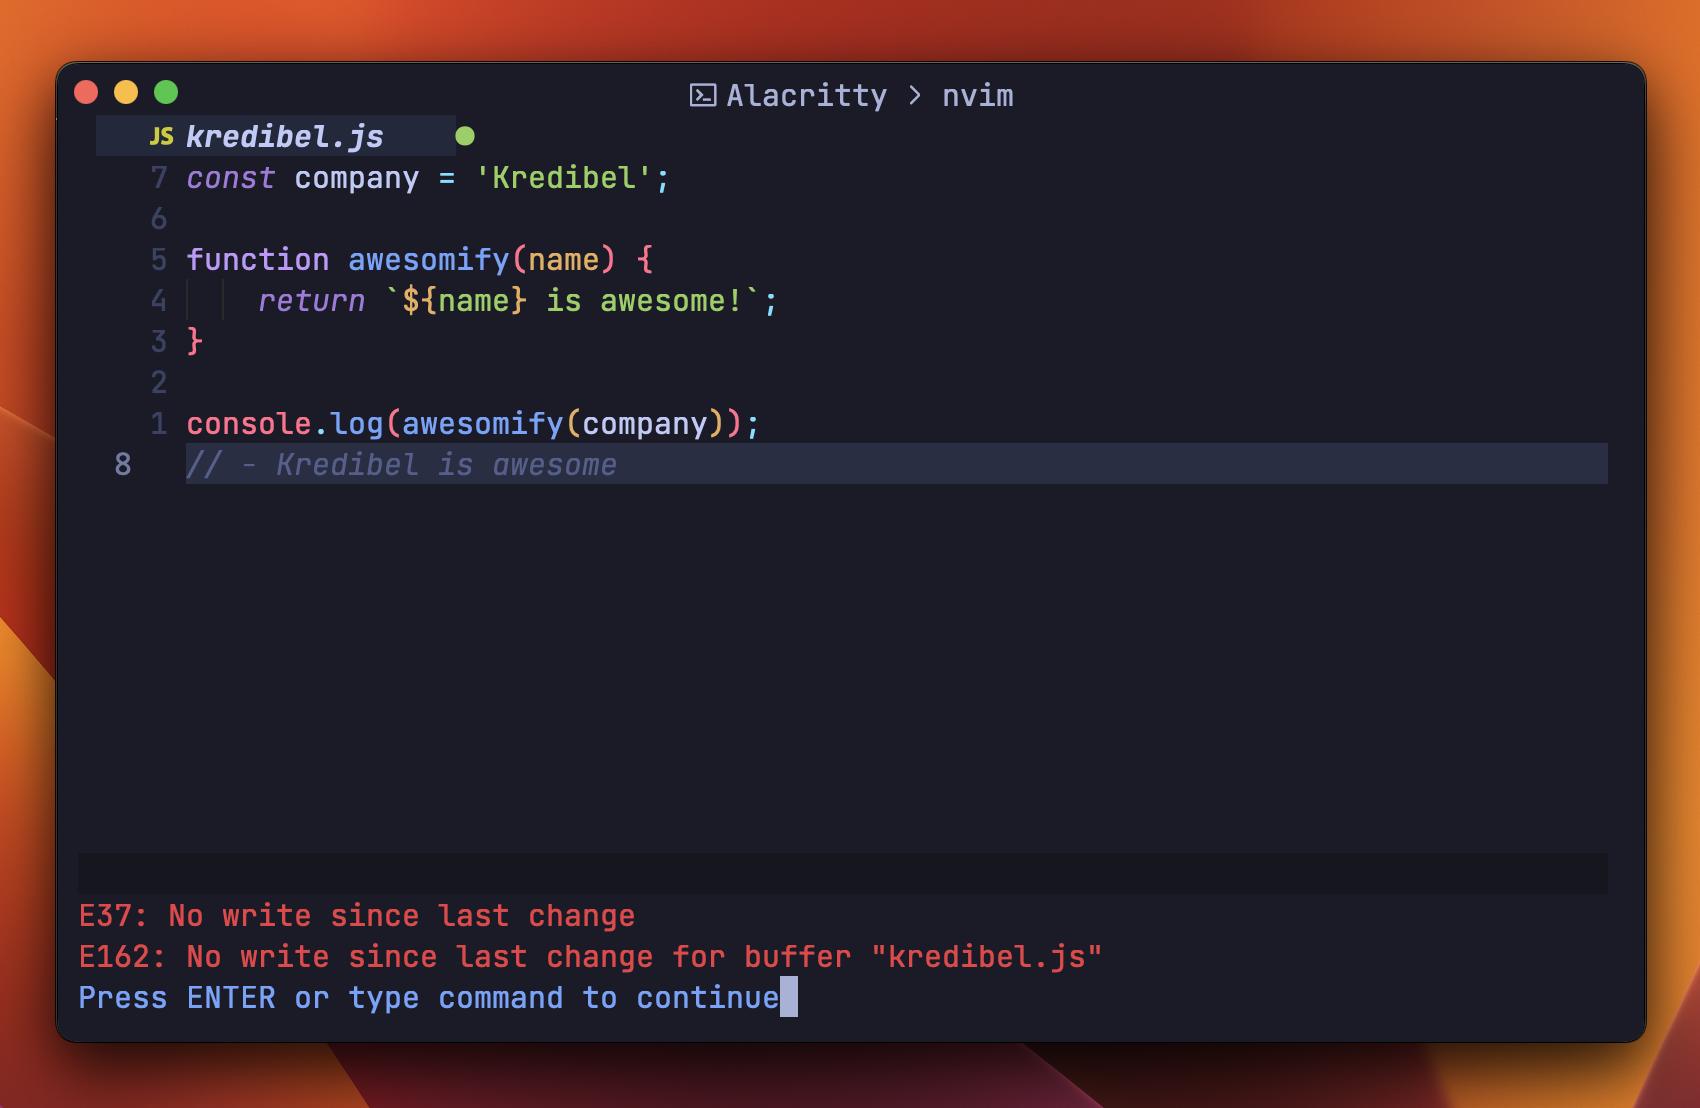 Alacritty > nvim
JS kredibel.js
7 const company = 'Kredibel';
6
5 function awesomify(name) {
4     return `${name} is awesome!`;
3 }
2
1 console.log(awesomify(company));
8 // - Kredibel is awesome
E37: No write since last change
E162: No write since last change for buffer "kredibel.js"
Press ENTER or type command to continue